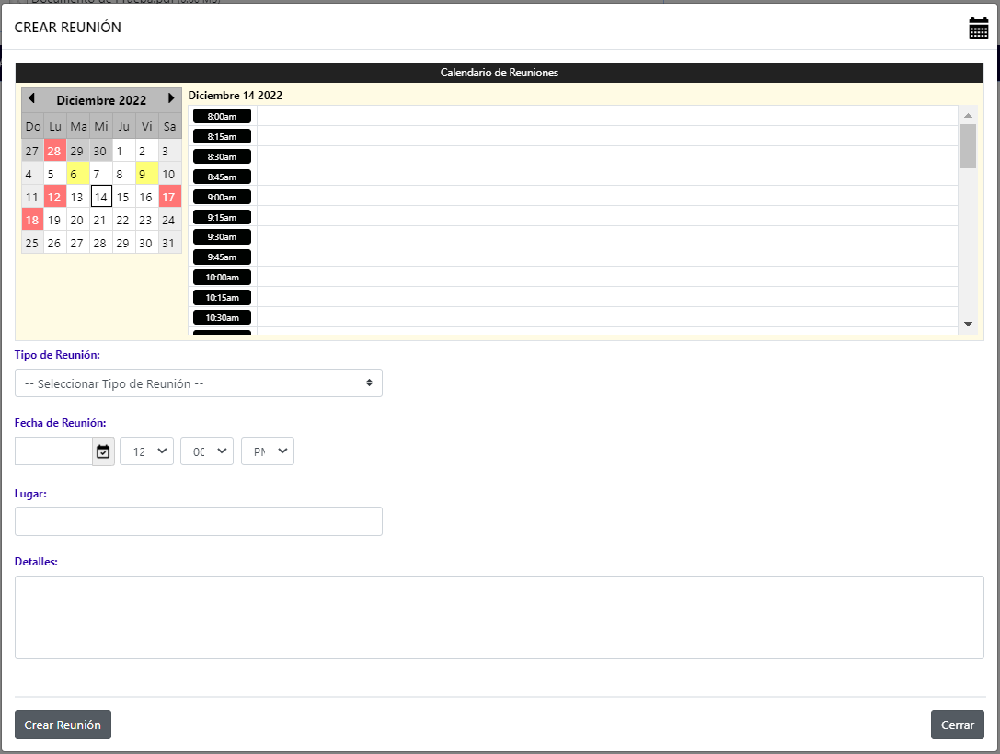 Documento de Prueba.pdf
CREAR REUNIÓN
Calendario de Reuniones
Diciembre 2022
Do Lu Ma Mi Ju Vi Sa
27 28 29 30 1 2 3
4 5 6 7 8 9 10
11 12 13 14 15 16 17
18 19 20 21 22 23 24
25 26 27 28 29 30 31
Diciembre 14 2022
8:00am
8:15am
8:30am
8:45am
9:00am
9:15am
9:30am
9:45am
10:00am
10:15am
10:30am
Tipo de Reunión:
-- Seleccionar Tipo de Reunión --
Fecha de Reunión:
12 00 PM
Lugar:
Detalles:
Crear Reunión Cerrar